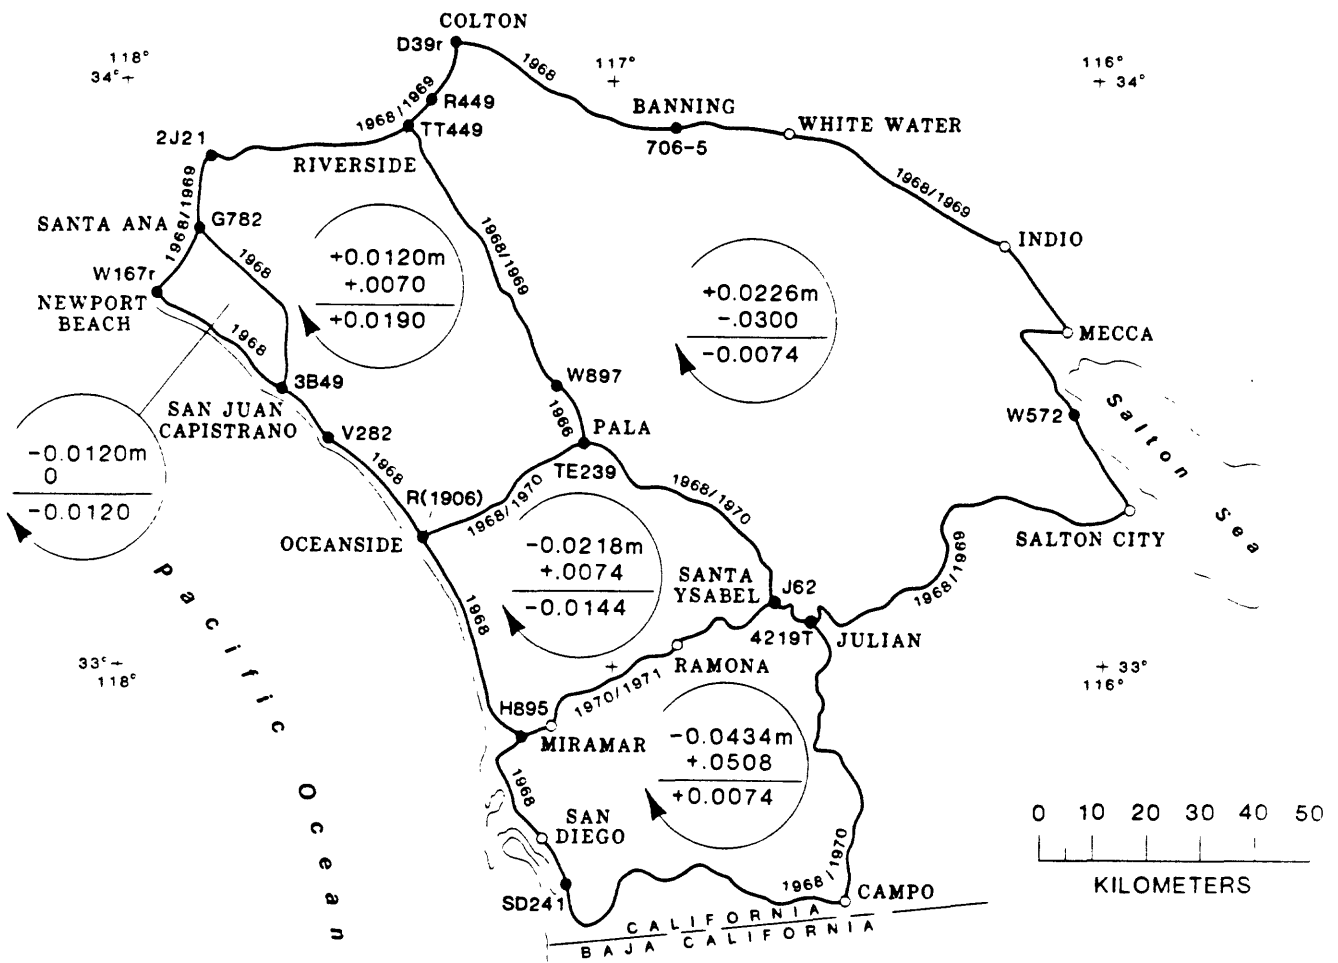 COLTON
D39r
118°
34°
117°
116°
34°
1968
1968/1969
R449
TT449
BANNING
706-5
WHITE WATER
2J21
RIVERSIDE
1968/1969
1968/1969
SANTA ANA
G782
1968
1968/1969
INDIO
W167r
NEWPORT
BEACH
+0.0120m
+.0070
+0.0190
+0.0226m
-.0300
-0.0074
MECCA
1968
3B49
SAN JUAN
CAPISTRANO
V282
W897
1966
PALA
TE239
W572
Salton Sea
-0.0120m
0
-0.0120
1968
R(1906)
1968/1970
1968/1970
OCEANSIDE
SALTON CITY
-0.0218m
+.0074
-0.0144
SANTA
YSABEL
J62
4219T
JULIAN
1968/1969
Pacific Ocean
1968
33°
118°
RAMONA
33°
116°
1970/1971
H895
MIRAMAR
-0.0434m
+.0508
+0.0074
1968
SAN
DIEGO
SD241
1968/1970
1968
CAMPO
CALIFORNIA
BAJA CALIFORNIA
0 10 20 30 40 50
KILOMETERS